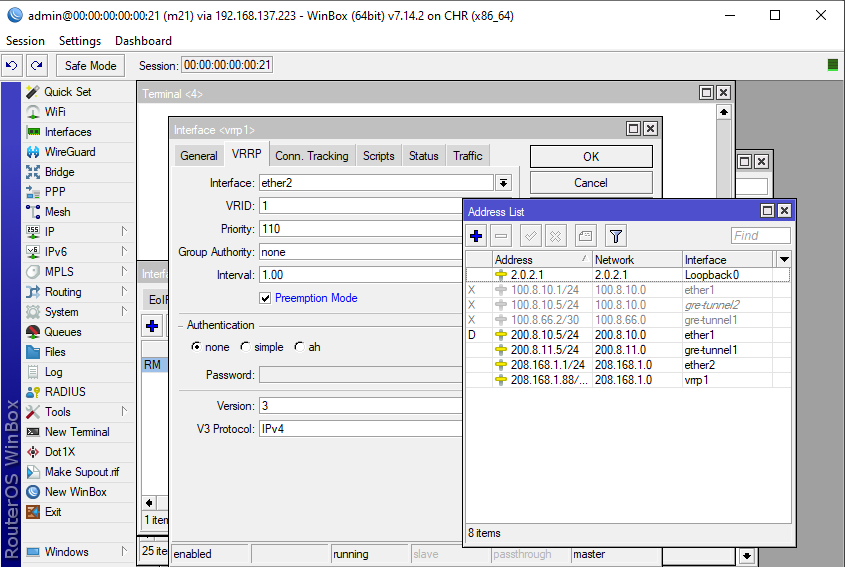 admin@00:00:00:00:00:21 (m21) via 192.168.137.223 - WinBox (64bit) v7.14.2 on CHR (x86_64)
Session Settings Dashboard
Safe Mode Session: 00:00:00:00:00:21
Quick Set
WiFi
Interfaces
WireGuard
Bridge
PPP
Mesh
IP
IPv6
MPLS
Routing
System
Queues
Files
Log
RADIUS
Tools
New Terminal
Dot1X
Make Supout.rif
New WinBox
Exit
Windows
RouterOS WinBox
Terminal <4>
EoIP
RM
25 ite
Interface <vrrp1>
General VRRP Conn. Tracking Scripts Status Traffic
OK
Cancel
Interface: ether2
VRID: 1
Priority: 110
Group Authority: none
Interval: 1.00
Preemption Mode
Authentication
none simple ah
Password:
Version: 3
V3 Protocol: IPv4
enabled running slave passthrough master
Address List
Find
Address Network Interface
2.0.2.1 2.0.2.1 Loopback0
X 100.8.10.1/24 100.8.10.0 ether1
X 100.8.10.5/24 100.8.10.0 gre-tunnel2
X 100.8.66.2/30 100.8.66.0 gre-tunnel1
D 200.8.10.5/24 200.8.10.0 ether1
200.8.11.5/24 200.8.11.0 gre-tunnel1
208.168.1.1/24 208.168.1.0 ether2
208.168.1.88/... 208.168.1.0 vrrp1
8 items